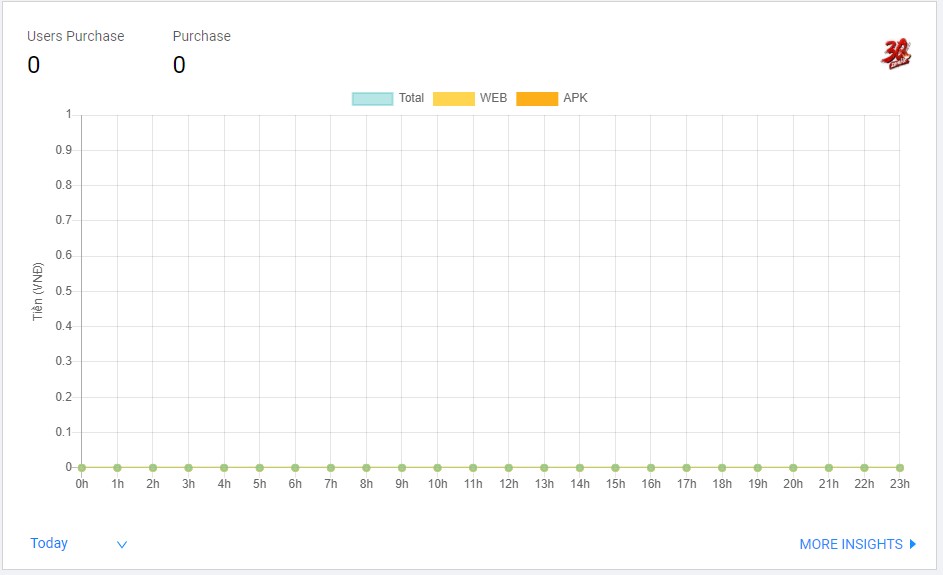 Users Purchase Purchase
0 0
3Q
Total WEB APK
1
0.9
0.8
0.7
0.6
0.5
0.4
0.3
0.2
0.1
0
Tiền (VNĐ)
0h 1h 2h 3h 4h 5h 6h 7h 8h 9h 10h 11h 12h 13h 14h 15h 16h 17h 18h 19h 20h 21h 22h 23h
Today MORE INSIGHTS